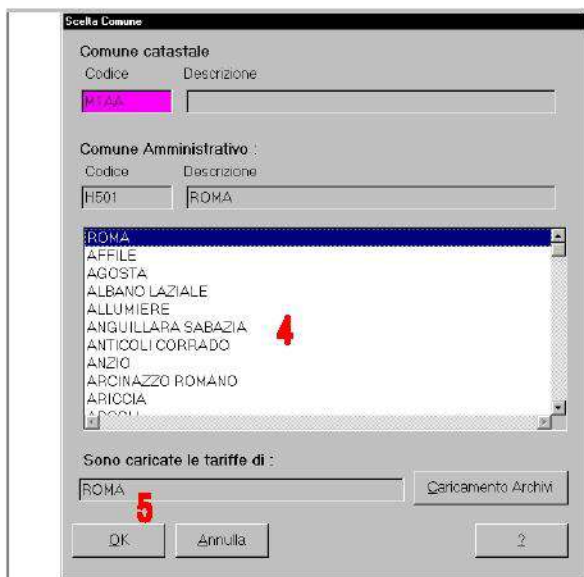 Scelta Comune
Comune catastale
Codice Descrizione
Comune Amministrativo :
Codice Descrizione
H501 ROMA
ROMA
AFFILE
AGOSTA
ALBANO LAZIALE
ALLUMIERE
ANGUILLARA SABAZIA
4
ANTICOLI CORRADO
ANZIO
ARCINAZZO ROMANO
ARICCIA
Sono caricate le tariffe di :
ROMA Caricamento Archivi
5
OK Annulla ?